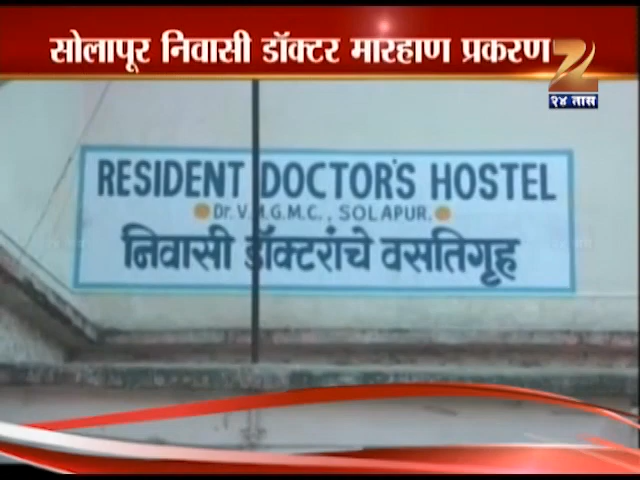 सोलापूर निवासी डॉक्टर मारहाण प्रकरण
२४ तास
RESIDENT DOCTOR'S HOSTEL
Dr. V.M.G.M.C., SOLAPUR.
निवासी डॉक्टरांचे वसतिगृह